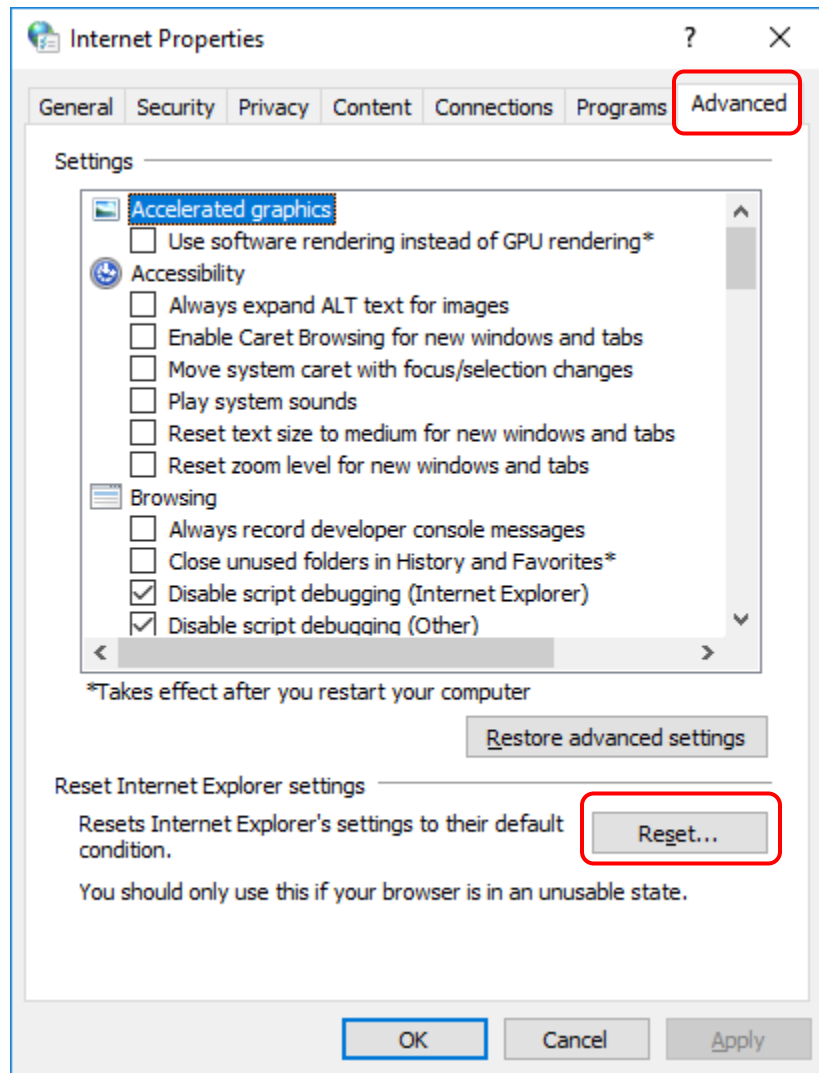 Internet Properties
General Security Privacy Content Connections Programs Advanced
Settings
Accelerated graphics
Use software rendering instead of GPU rendering*
Accessibility
Always expand ALT text for images
Enable Caret Browsing for new windows and tabs
Move system caret with focus/selection changes
Play system sounds
Reset text size to medium for new windows and tabs
Reset zoom level for new windows and tabs
Browsing
Always record developer console messages
Close unused folders in History and Favorites*
Disable script debugging (Internet Explorer)
Disable script debugging (Other)
*Takes effect after you restart your computer
Restore advanced settings
Reset Internet Explorer settings
Resets Internet Explorer's settings to their default
condition.
Reset...
You should only use this if your browser is in an unusable state.
OK Cancel Apply